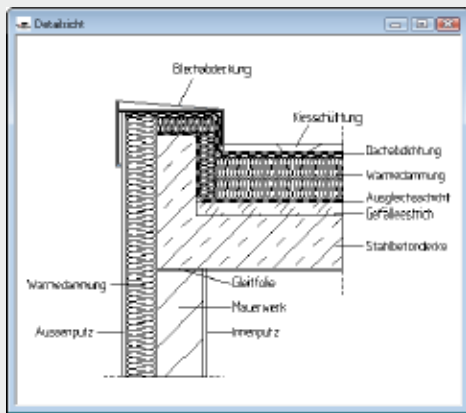 Detailsicht
Blechabdeckung
Kiesschüttung
Dachabdichtung
Wärmedämmung
Ausgleichsschicht
Gefälleestrich
Stahlbetondecke
Gleitfolie
Wärmedämmung
Mauerwerk
Aussenputz
Innenputz